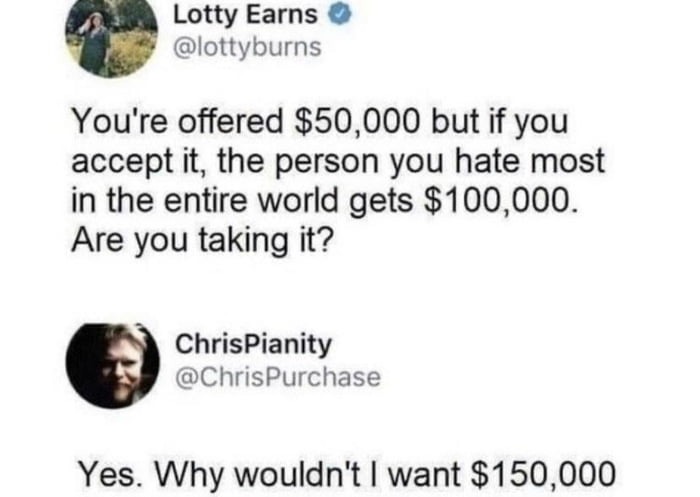 Lotty Earns
@lottyburns
You're offered $50,000 but if you
accept it, the person you hate most
in the entire world gets $100,000.
Are you taking it?
ChrisPianity
@ChrisPurchase
Yes. Why wouldn't I want $150,000